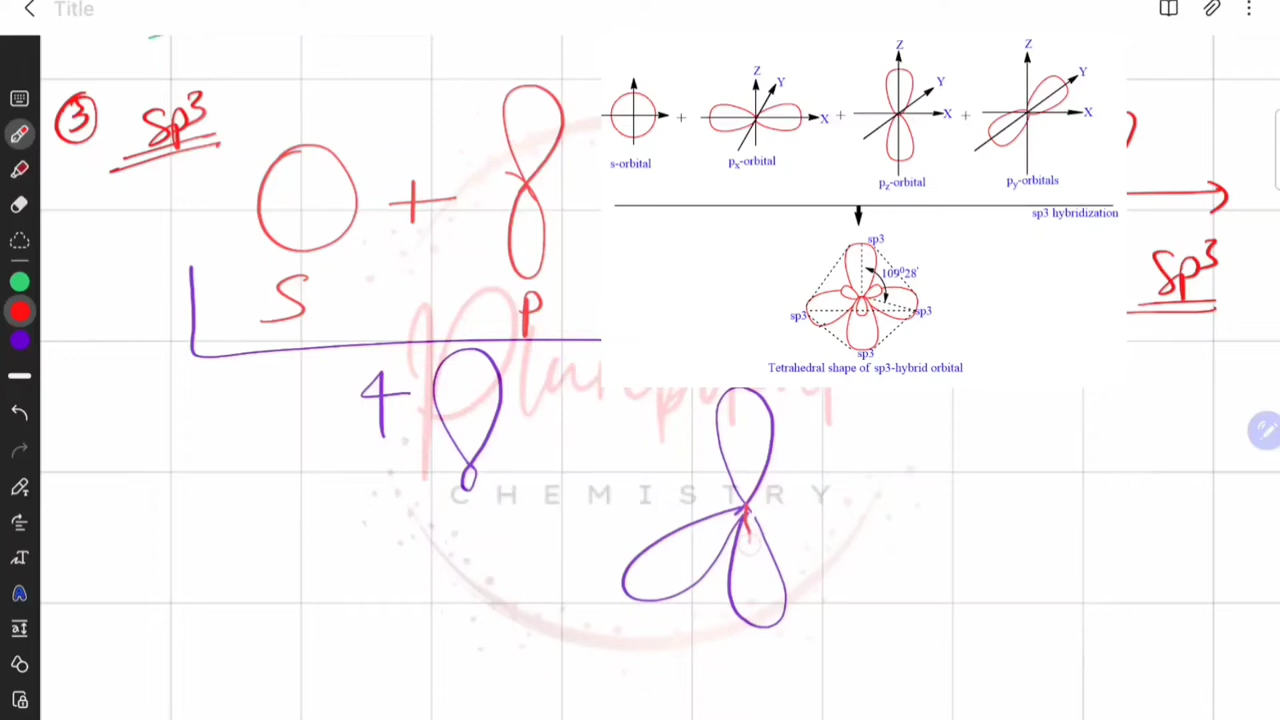 Title
③ sp3
S + P
4
sp3
Z
Y
X
+
+
+
s-orbital
px-orbital
Z
Y
X
pz-orbital
Z
Y
X
py-orbitals
sp3 hybridization
sp3
109°28'
sp3
sp3
sp3
Tetrahedral shape of sp3-hybrid orbital
CHEMISTRY